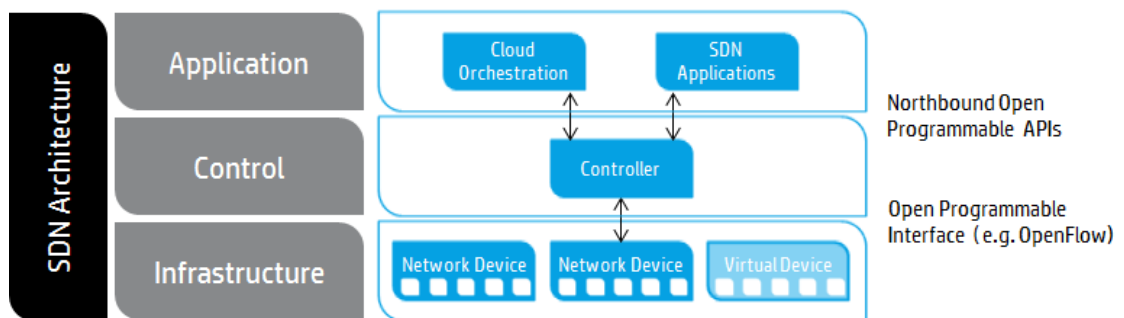 SDN Architecture
Application
Cloud
Orchestration
SDN
Applications
Northbound Open
Programmable APIs
Control
Controller
Open Programmable
Interface (e.g. OpenFlow)
Infrastructure
Network Device
Network Device
Virtual Device